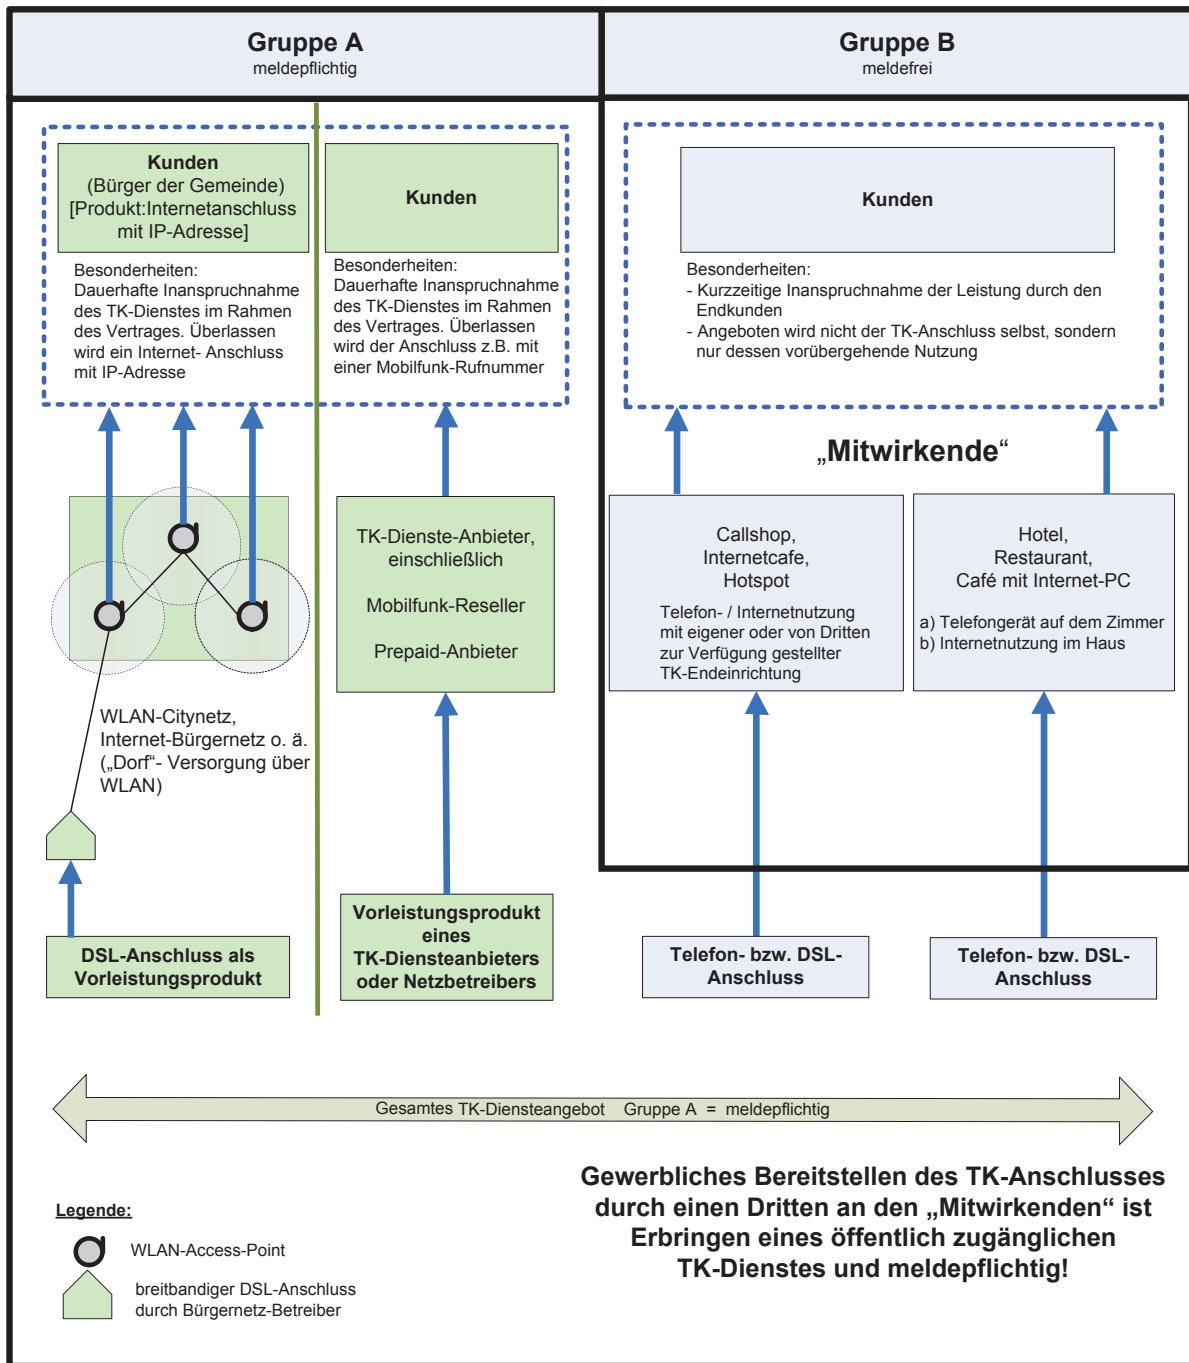 Gruppe A
meldepflichtig
Gruppe B
meldefrei
Kunden
(Bürger der Gemeinde)
[Produkt:Internetanschluss
mit IP-Adresse]
Besonderheiten:
Dauerhafte Inanspruchnahme
des TK-Dienstes im Rahmen
des Vertrages. Überlassen
wird ein Internet- Anschluss
mit IP-Adresse
Kunden
Besonderheiten:
Dauerhafte Inanspruchnahme
des TK-Dienstes im Rahmen
des Vertrages. Überlassen
wird der Anschluss z.B. mit
einer Mobilfunk-Rufnummer
Kunden
Besonderheiten:
- Kurzzeitige Inanspruchnahme der Leistung durch den
Endkunden
- Angeboten wird nicht der TK-Anschluss selbst, sondern
nur dessen vorübergehende Nutzung
„Mitwirkende“
WLAN-Citynetz,
Internet-Bürgernetz o. ä.
(„Dorf“- Versorgung über
WLAN)
TK-Dienste-Anbieter,
einschließlich
Mobilfunk-Reseller
Prepaid-Anbieter
Callshop,
Internetcafe,
Hotspot
Telefon- / Internetnutzung
mit eigener oder von Dritten
zur Verfügung gestellter
TK-Endeinrichtung
Hotel,
Restaurant,
Café mit Internet-PC
a) Telefongerät auf dem Zimmer
b) Internetnutzung im Haus
DSL-Anschluss als
Vorleistungsprodukt
Vorleistungsprodukt
eines
TK-Diensteanbieters
oder Netzbetreibers
Telefon- bzw. DSL-
Anschluss
Telefon- bzw. DSL-
Anschluss
Gesamtes TK-Diensteangebot Gruppe A = meldepflichtig
Gewerbliches Bereitstellen des TK-Anschlusses
durch einen Dritten an den „Mitwirkenden“ ist
Erbringen eines öffentlich zugänglichen
TK-Dienstes und meldepflichtig!
Legende:
WLAN-Access-Point
breitbandiger DSL-Anschluss
durch Bürgernetz-Betreiber